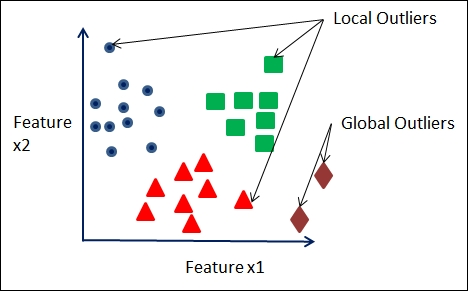 Local Outliers
Feature
x2
Global Outliers
Feature x1